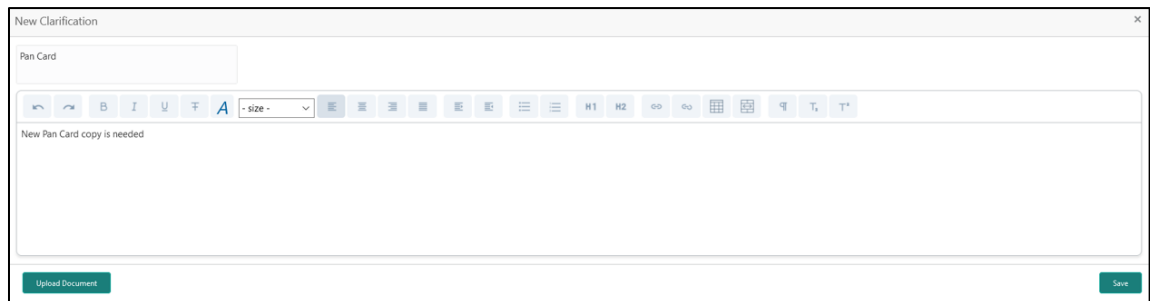 New Clarification
×
Pan Card
B I U T A - size - H1 H2 ¶ T, T+
New Pan Card copy is needed
Upload Document
Save